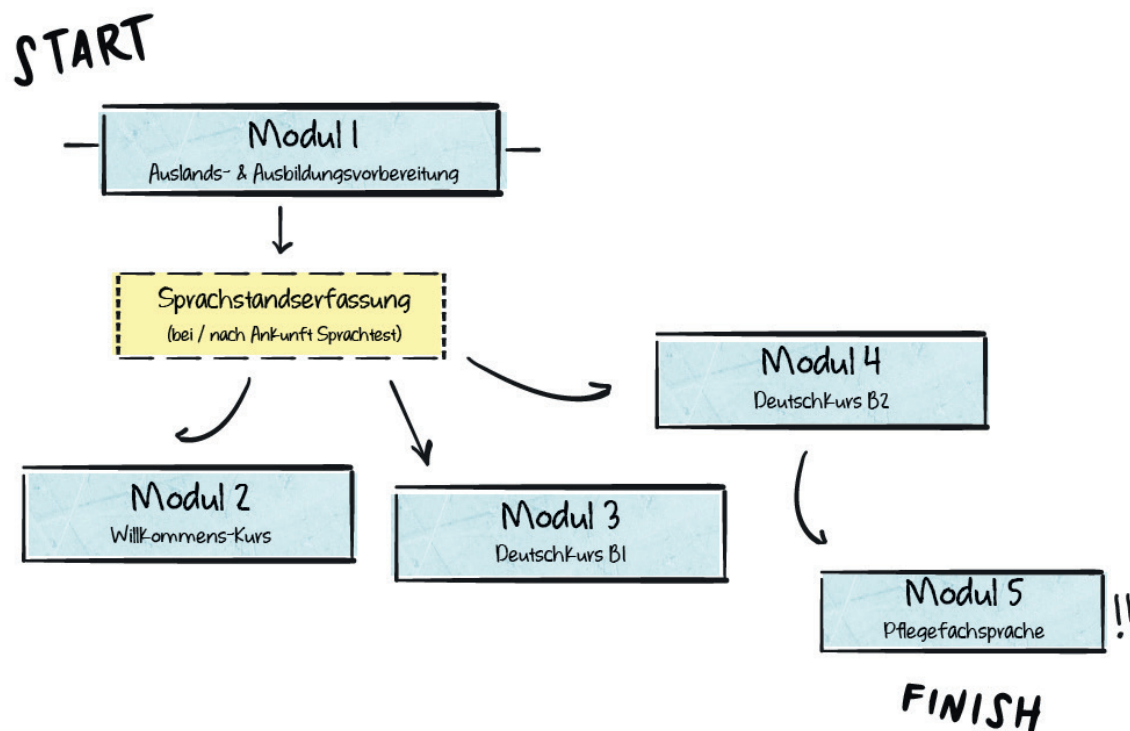 START
Modul 1
Auslands- & Ausbildungsvorbereitung
Sprachstandserfassung
(bei / nach Ankunft Sprachtest)
Modul 4
Deutschkurs B2
Modul 2
Willkommens-Kurs
Modul 3
Deutschkurs B1
Modul 5
Pflegefachsprache
!!
FINISH